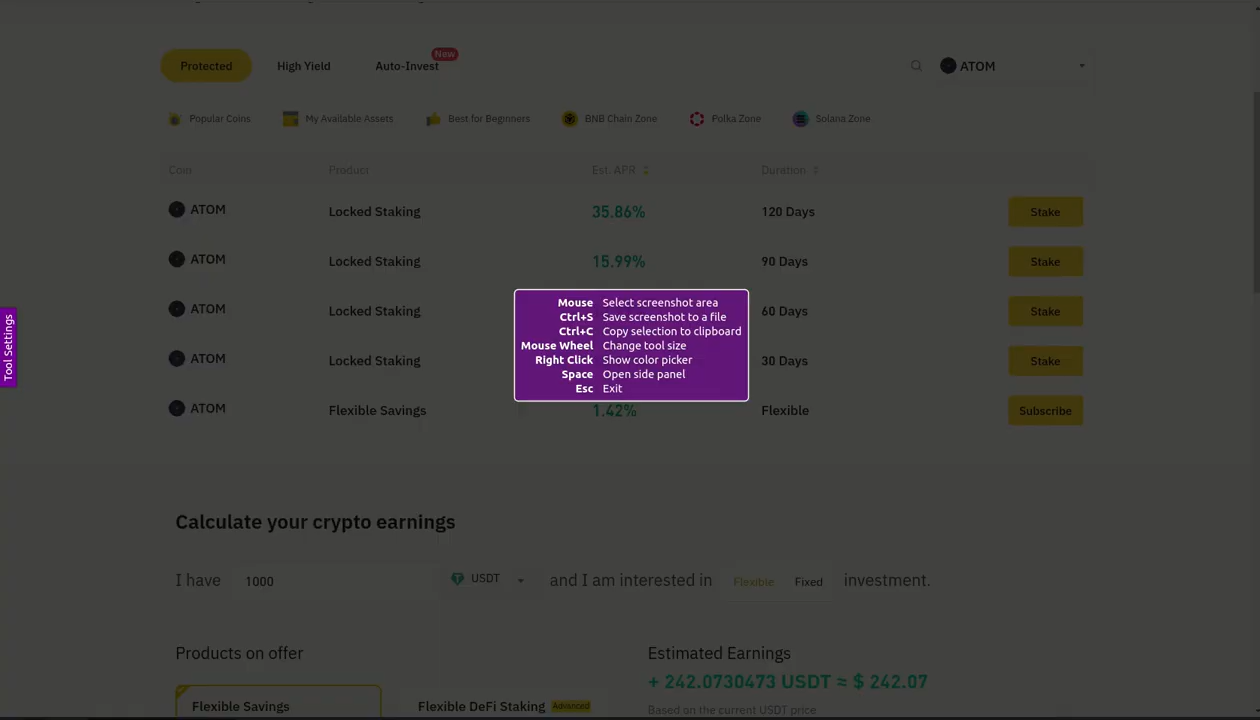 New
Protected High Yield Auto-Invest ATOM
Popular Coins My Available Assets Best for Beginners BNB Chain Zone Polka Zone Solana Zone
Coin Product Est. APR Duration
ATOM Locked Staking 35.86% 120 Days Stake
ATOM Locked Staking 15.99% 90 Days Stake
ATOM Locked Staking 60 Days Stake
ATOM Locked Staking 30 Days Stake
ATOM Flexible Savings 1.42% Flexible Subscribe
Tool Settings
Mouse Select screenshot area
Ctrl+S Save screenshot to a file
Ctrl+C Copy selection to clipboard
Mouse Wheel Change tool size
Right Click Show color picker
Space Open side panel
Esc Exit
Calculate your crypto earnings
I have 1000 USDT and I am interested in Flexible Fixed investment.
Products on offer Estimated Earnings
+ 242.0730473 USDT ≈ $ 242.07
Flexible Savings Flexible DeFi Staking Advanced Based on the current USDT price